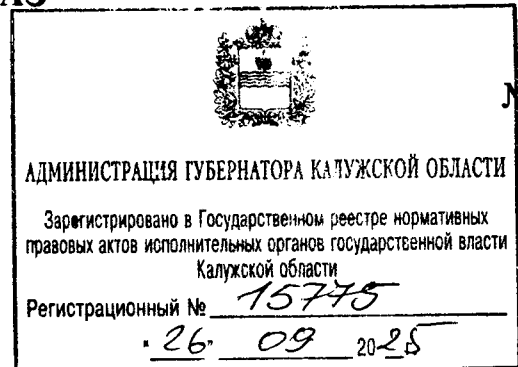 АДМИНИСТРАЦИЯ ГУБЕРНАТОРА КАЛУЖСКОЙ ОБЛАСТИ
Зарегистрировано в Государственном реестре нормативных
правовых актов исполнительных органов государственной власти
Калужской области
Регистрационный № 15775
"26" 09 2025